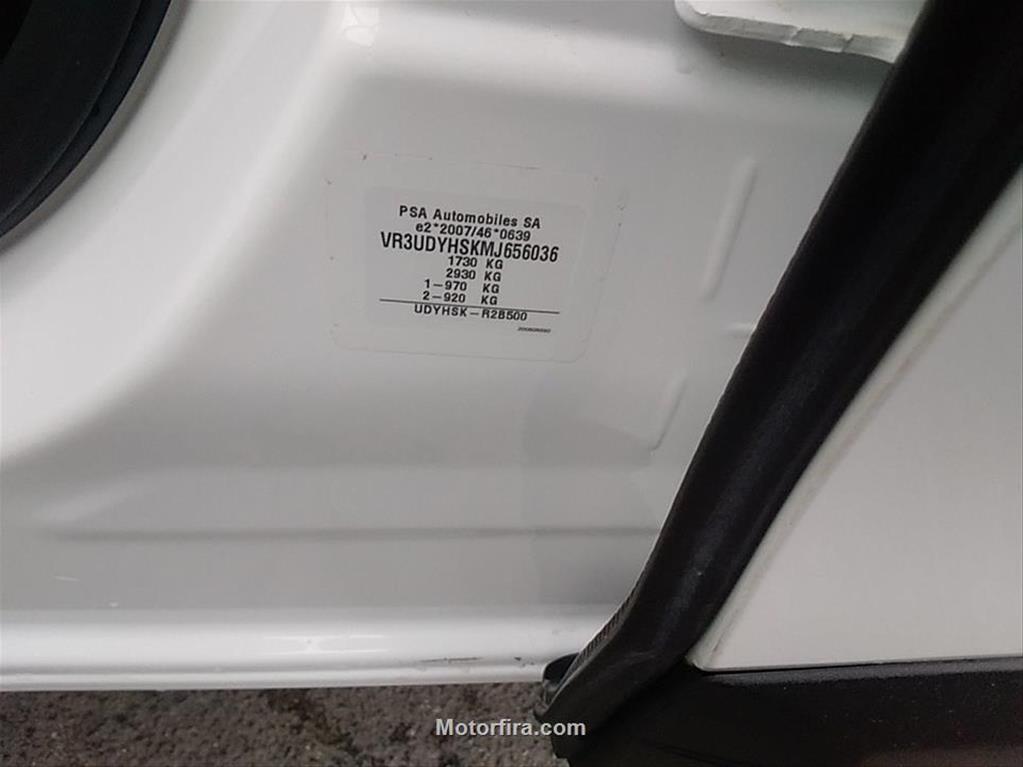 PSA Automobiles SA
e2*2007/46*0639
VR3UDYHSKMJ656036
1730 KG
2930 KG
1-970 KG
2-920 KG
UDYHSK-R2B500
Motorfira.com